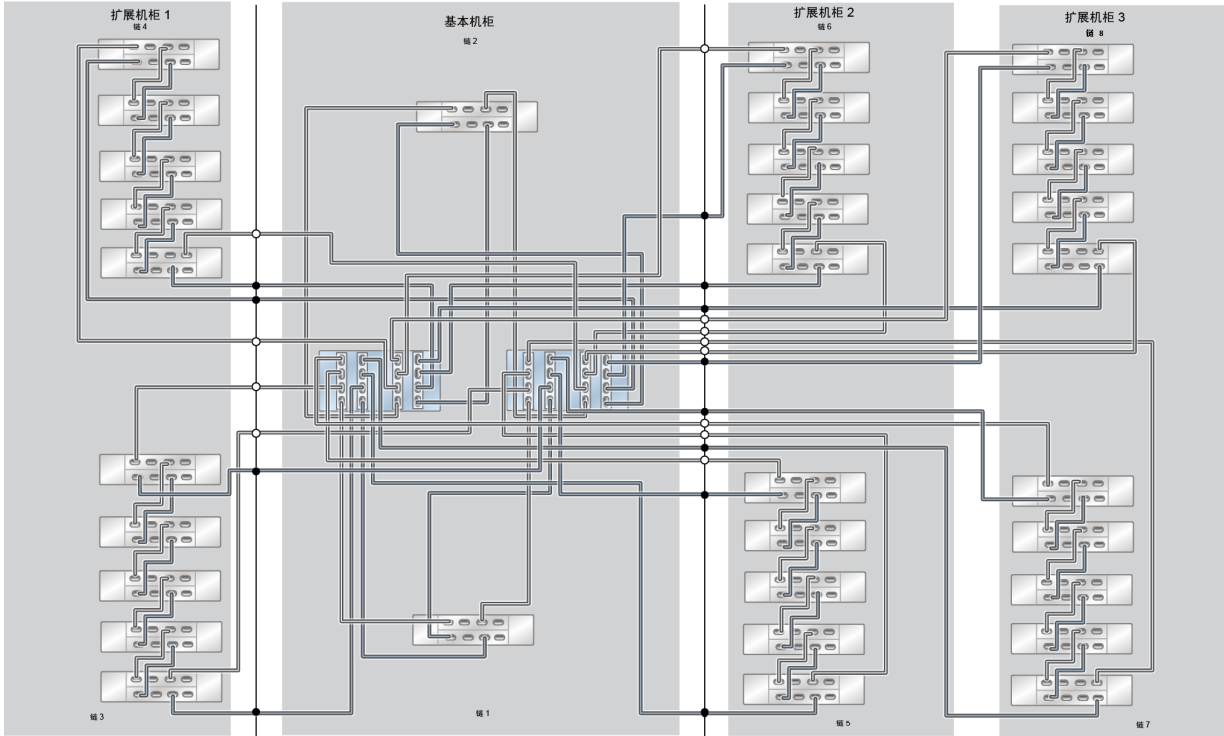 扩展机柜 1
链 4
基本机柜
链 2
扩展机柜 2
链 6
扩展机柜 3
链 8
链 3
链 1
链 5
链 7